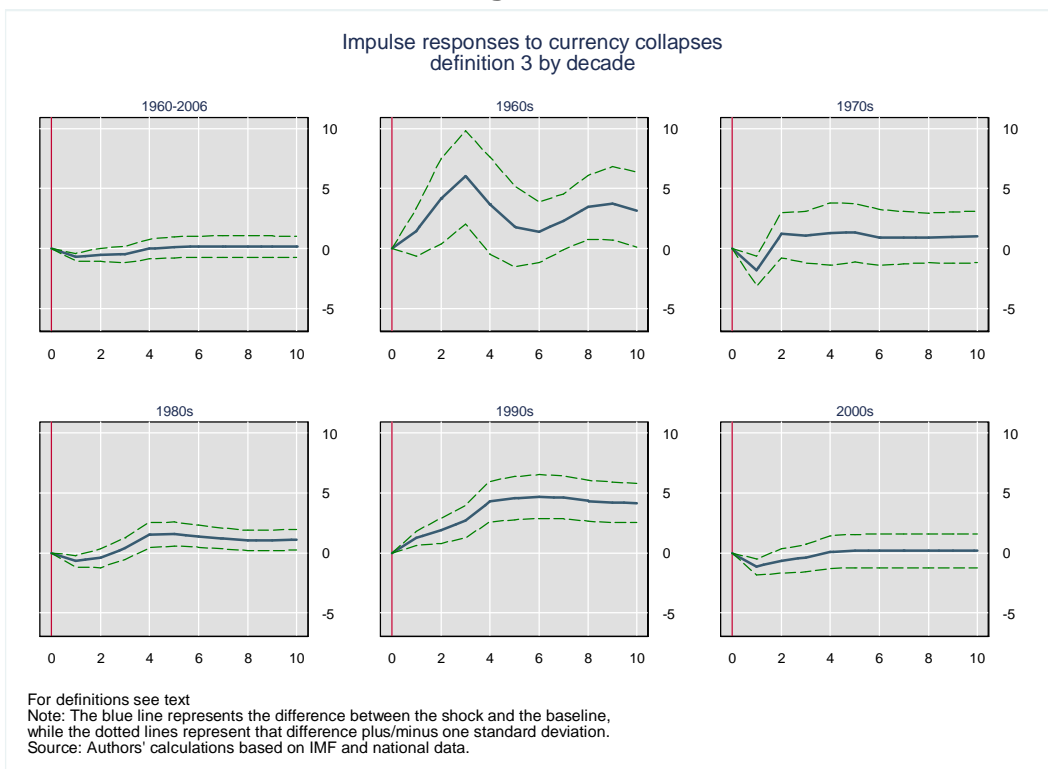 Impulse responses to currency collapses
definition 3 by decade
1960-2006
1960s
1970s
10
10
10
5
5
5
0
0
0
-5
-5
-5
0 2 4 6 8 10
0 2 4 6 8 10
0 2 4 6 8 10
1980s
1990s
2000s
10
10
10
5
5
5
0
0
0
-5
-5
-5
0 2 4 6 8 10
0 2 4 6 8 10
0 2 4 6 8 10
For definitions see text
Note: The blue line represents the difference between the shock and the baseline,
while the dotted lines represent that difference plus/minus one standard deviation.
Source: Authors' calculations based on IMF and national data.